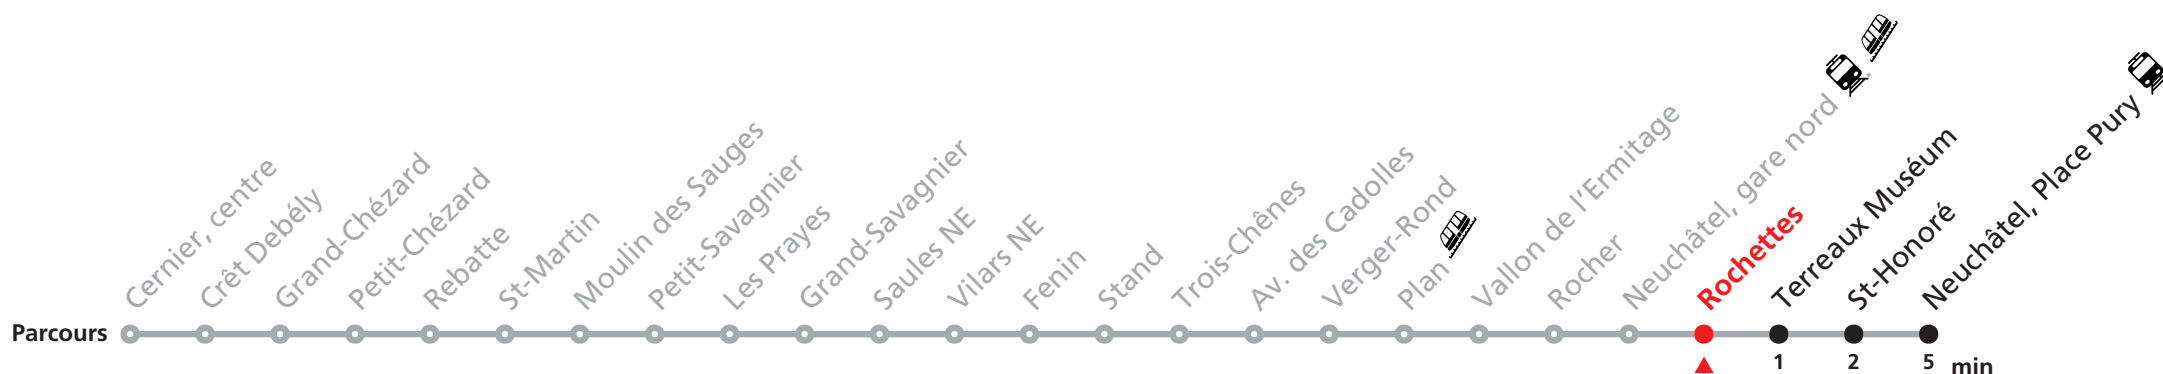 Cernier, centre
Crêt Debély
Grand-Chézard
Petit-Chézard
Rebatte
St-Martin
Moulin des Sauges
Petit-Savagnier
Les Prayes
Grand-Savagnier
Saules NE
Vilars NE
Fenin
Stand
Trois-Chênes
Av. des Cadolles
Verger-Rond
Plan
Vallon de l'Ermitage
Rocher
Neuchâtel, gare nord
Rochettes
Terreaux Muséum
St-Honoré
Neuchâtel, Place Pury
Parcours
1 2 5 min